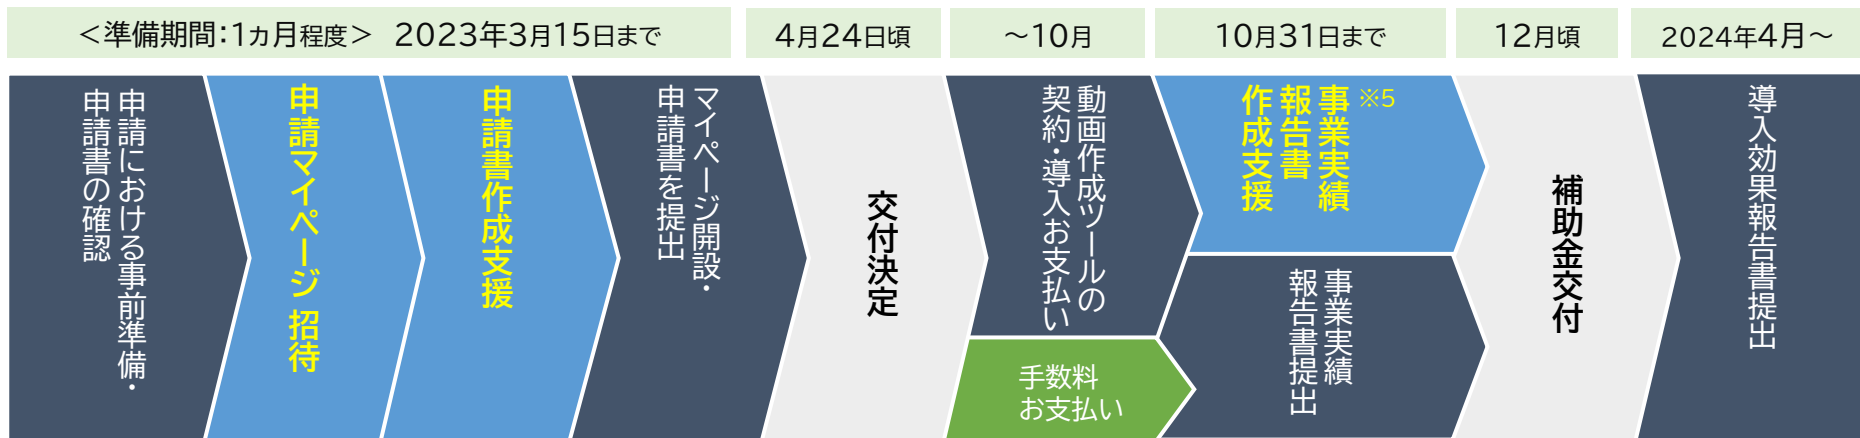 ＜準備期間：1ヵ月程度＞ 2023年3月15日まで
4月24日頃
～10月
10月31日まで
12月頃
2024年4月～
申請における事前準備・
申請書の確認
申請マイページ 招待
申請書作成支援
マイページ開設・
申請書を提出
交付決定
動画作成ツールの
契約・導入お支払い
手数料
お支払い
事業実績 ※5
報告書
作成支援
事業実績
報告書提出
補助金交付
導入効果報告書提出